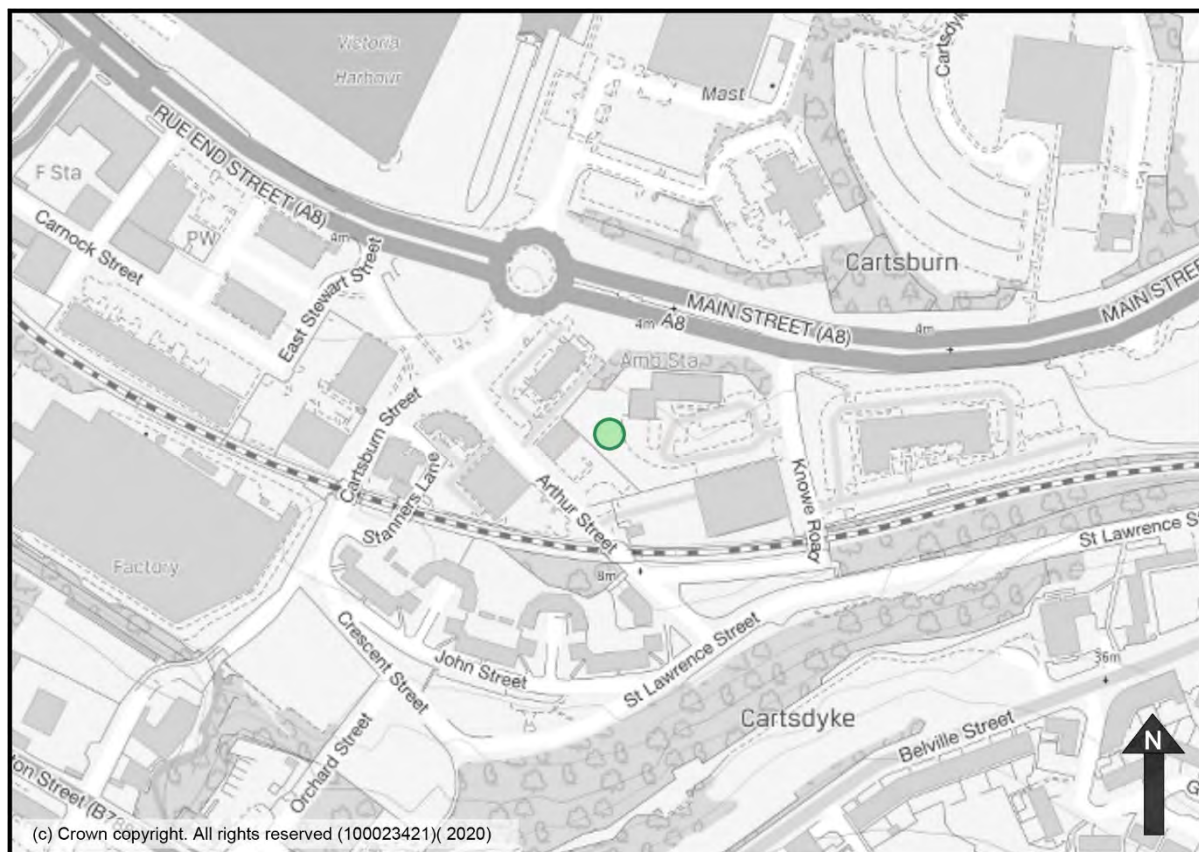 Victoria
Harbour
Mast
Cartsdyk
RUE END STREET (A8)
F Sta
PW
4m
Carnock Street
East Stewart Street
Cartsburn
MAIN STREET (A8)
MAIN STREE
4m
4m
A8
Amb Sta
Cartsburn Street
Stanners Lane
Arthur Street
Knowe Road
St Lawrence S
Factory
8m
Crescent Street
John Street
St Lawrence Street
36m
Cartsdyke
Belville Street
Orchard Street
ton Street (B7
N
G
(c) Crown copyright. All rights reserved (100023421)( 2020)